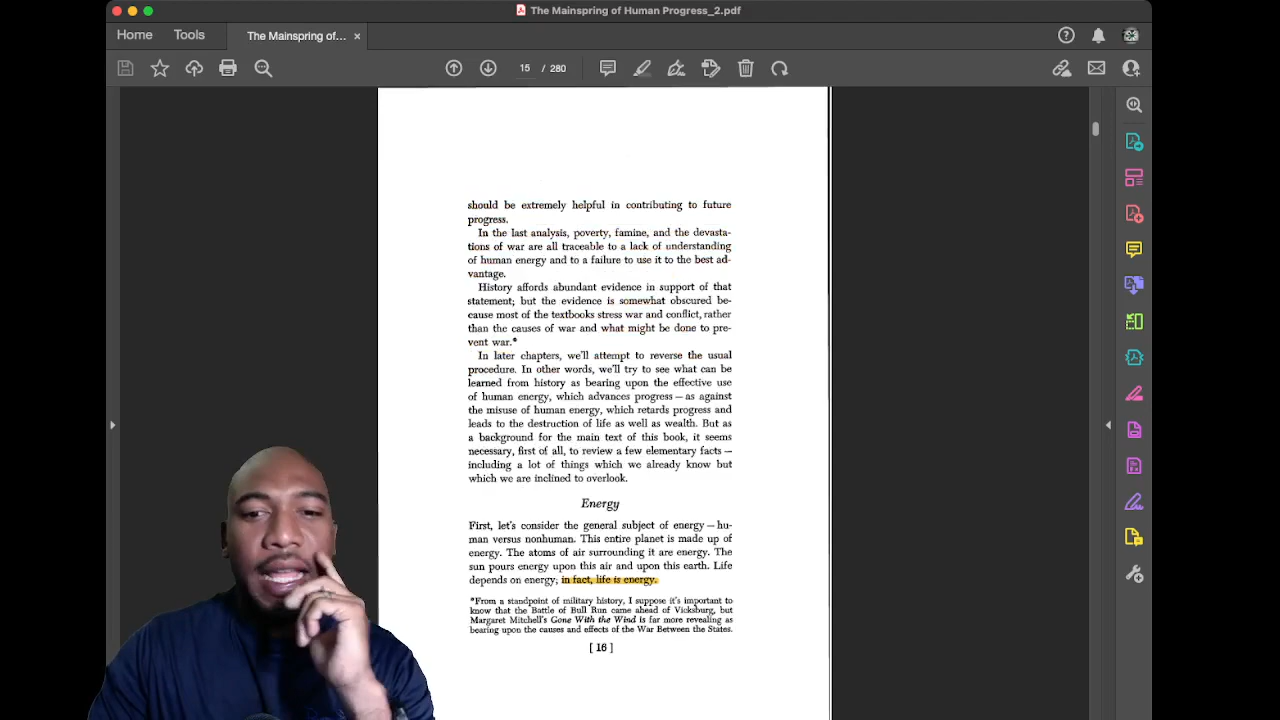 The Mainspring of Human Progress_2.pdf
Home
Tools
The Mainspring of...
15 / 280
should be extremely helpful in contributing to future
progress.
In the last analysis, poverty, famine, and the devasta-
tions of war are all traceable to a lack of understanding
of human energy and to a failure to use it to the best ad-
vantage.
History affords abundant evidence in support of that
statement; but the evidence is somewhat obscured be-
cause most of the textbooks stress war and conflict, rather
than the causes of war and what might be done to pre-
vent war.*
In later chapters, we'll attempt to reverse the usual
procedure. In other words, we'll try to see what can be
learned from history as bearing upon the effective use
of human energy, which advances progress — as against
the misuse of human energy, which retards progress and
leads to the destruction of life as well as wealth. But as
a background for the main text of this book, it seems
necessary, first of all, to review a few elementary facts —
including a lot of things which we already know but
which we are inclined to overlook.
Energy
First, let's consider the general subject of energy — hu-
man versus nonhuman. This entire planet is made up of
energy. The atoms of air surrounding it are energy. The
sun pours energy upon this air and upon this earth. Life
depends on energy; in fact, life is energy.
*From a standpoint of military history, I suppose it's important to
know that the Battle of Bull Run came ahead of Vicksburg, but
Margaret Mitchell's Gone With the Wind is far more revealing as
bearing upon the causes and effects of the War Between the States.
[ 16 ]